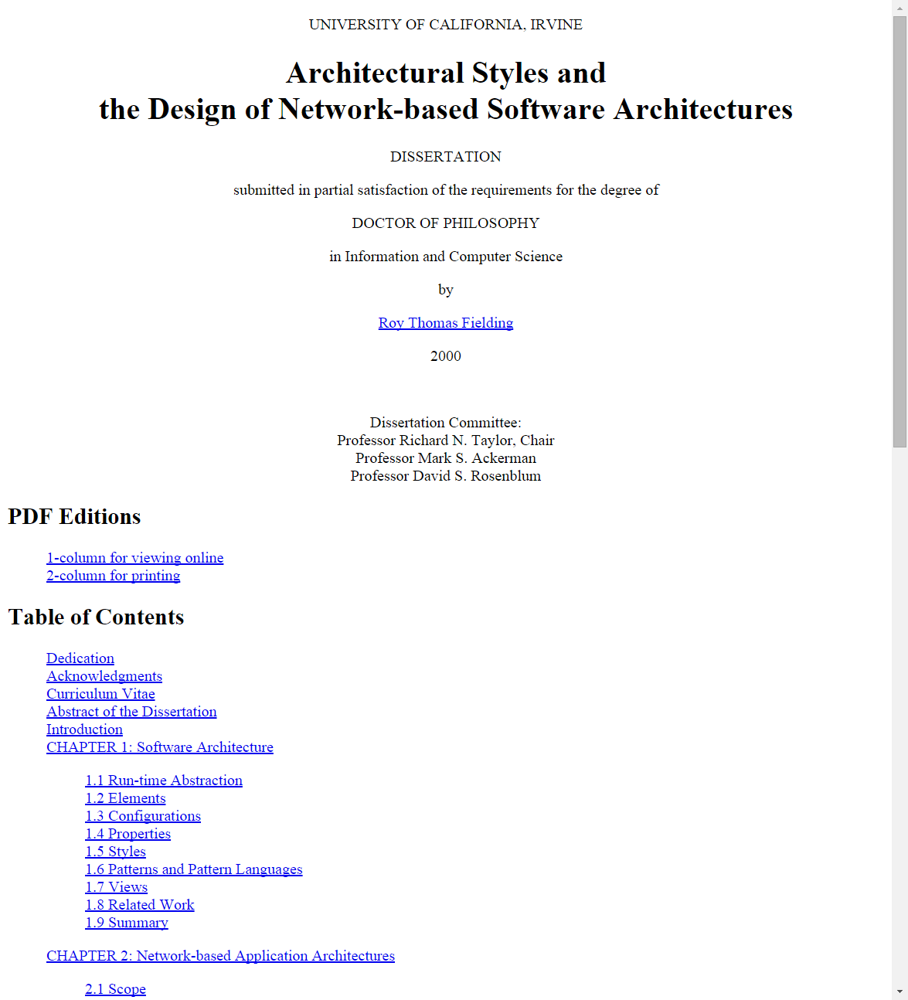 UNIVERSITY OF CALIFORNIA, IRVINE
Architectural Styles and
the Design of Network-based Software Architectures
DISSERTATION
submitted in partial satisfaction of the requirements for the degree of
DOCTOR OF PHILOSOPHY
in Information and Computer Science
by
Roy Thomas Fielding
2000
Dissertation Committee:
Professor Richard N. Taylor, Chair
Professor Mark S. Ackerman
Professor David S. Rosenblum
PDF Editions
1-column for viewing online
2-column for printing
Table of Contents
Dedication
Acknowledgments
Curriculum Vitae
Abstract of the Dissertation
Introduction
CHAPTER 1: Software Architecture
1.1 Run-time Abstraction
1.2 Elements
1.3 Configurations
1.4 Properties
1.5 Styles
1.6 Patterns and Pattern Languages
1.7 Views
1.8 Related Work
1.9 Summary
CHAPTER 2: Network-based Application Architectures
2.1 Scope